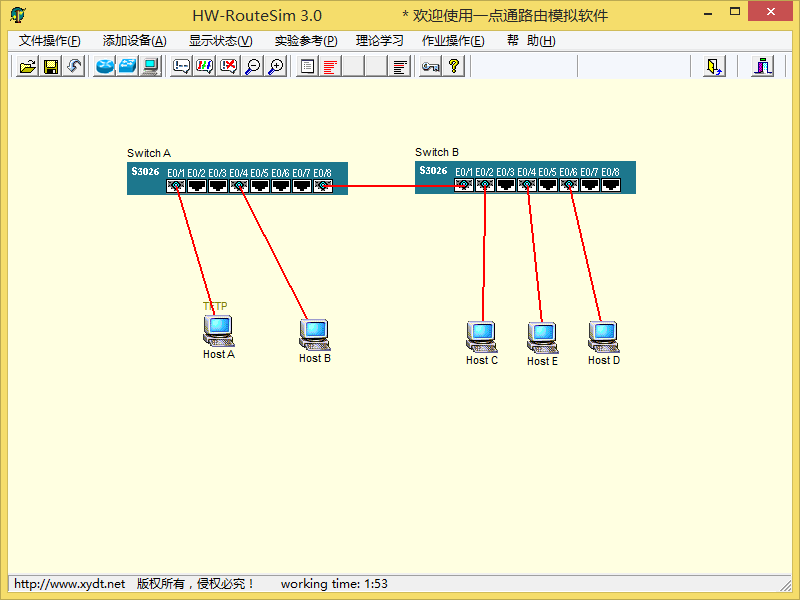 HW-RouteSim 3.0 * 欢迎使用一点通路由模拟软件
文件操作(F) 添加设备(A) 显示状态(V) 实验参考(P) 理论学习 作业操作(E) 帮 助(H)
Switch A
S3026 E0/1 E0/2 E0/3 E0/4 E0/5 E0/6 E0/7 E0/8
Switch B
S3026 E0/1 E0/2 E0/3 E0/4 E0/5 E0/6 E0/7 E0/8
TFTP
Host A
Host B
Host C
Host E
Host D
http://www.xydt.net 版权所有，侵权必究！ working time: 1:53